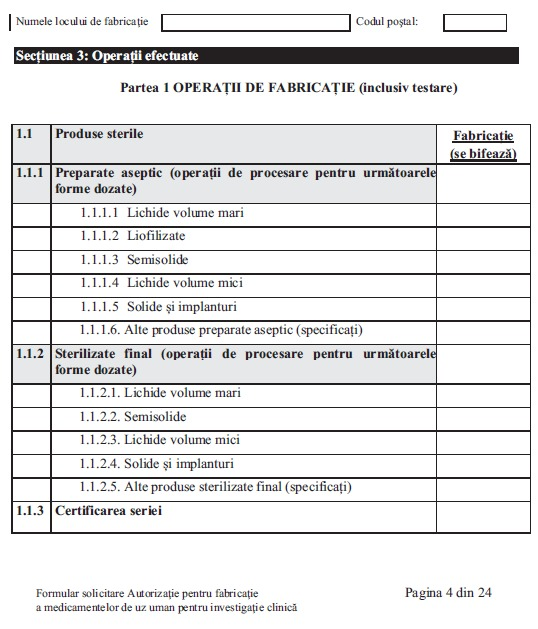 Numele locului de fabricație Codul poștal:
Secțiunea 3: Operații efectuate
Partea 1 OPERAȚII DE FABRICAȚIE (inclusiv testare)
1.1 Produse sterile Fabricație
(se bifează)
1.1.1 Preparate aseptic (operații de procesare pentru următoarele
forme dozate)
1.1.1.1 Lichide volume mari
1.1.1.2 Liofilizate
1.1.1.3 Semisolide
1.1.1.4 Lichide volume mici
1.1.1.5 Solide și implanturi
1.1.1.6. Alte produse preparate aseptic (specificați)
1.1.2 Sterilizate final (operații de procesare pentru următoarele
forme dozate)
1.1.2.1. Lichide volume mari
1.1.2.2. Semisolide
1.1.2.3. Lichide volume mici
1.1.2.4. Solide și implanturi
1.1.2.5. Alte produse sterilizate final (specificați)
1.1.3 Certificarea seriei
Formular solicitare Autorizație pentru fabricație Pagina 4 din 24
a medicamentelor de uz uman pentru investigație clinică